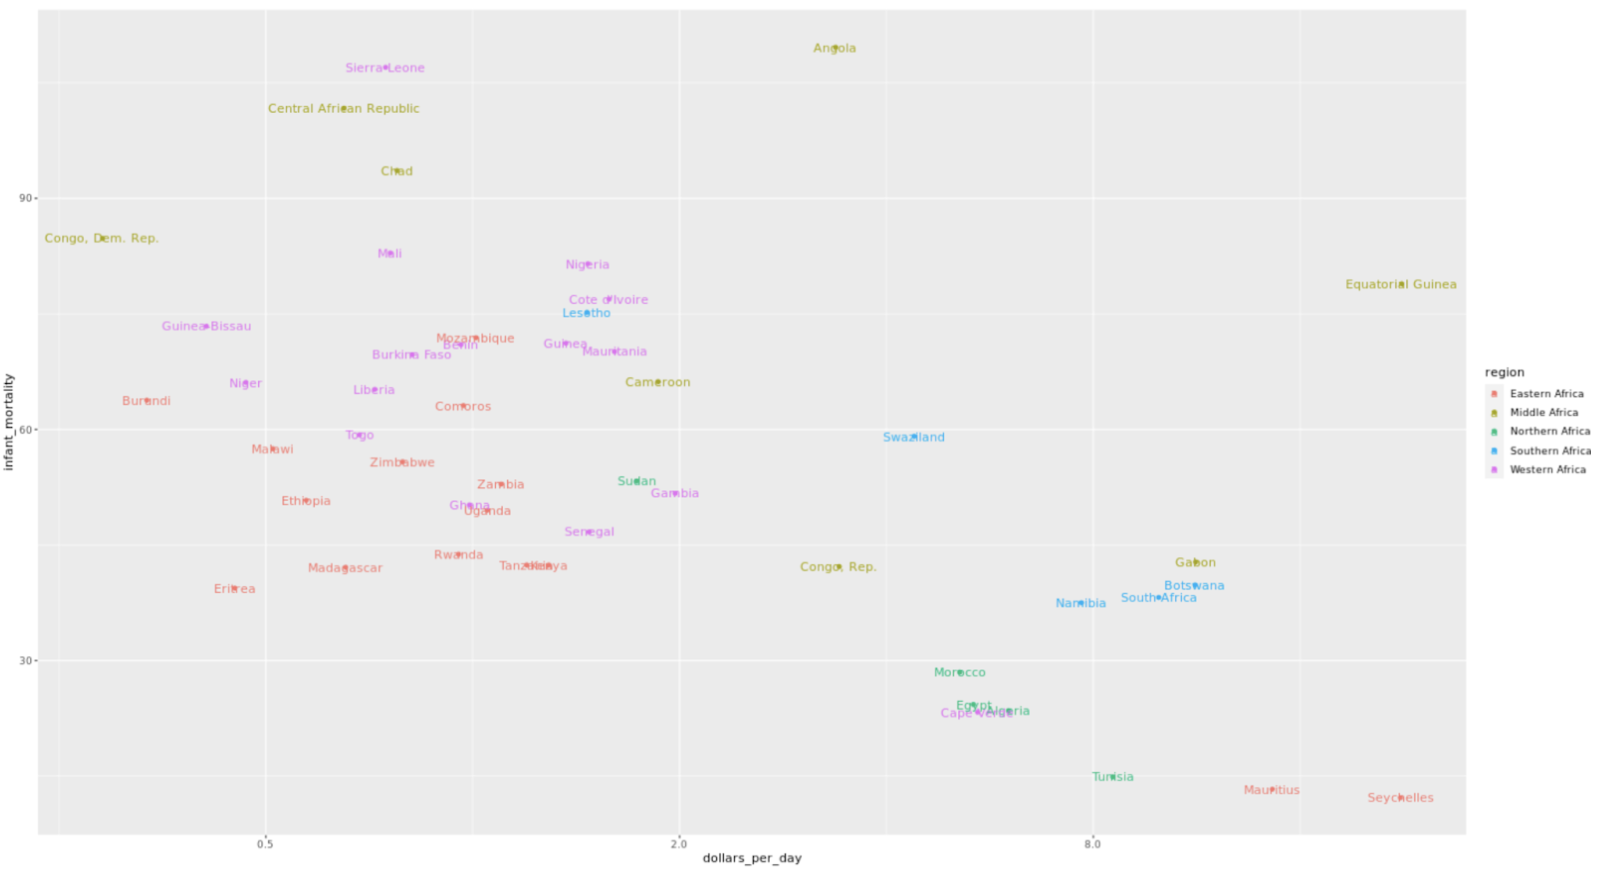 Angola
Sierra Leone
Central African Republic
Chad
90
Congo, Dem. Rep.
Mali
Nigeria
Equatorial Guinea
Cote d'Ivoire
Lesotho
Guinea-Bissau
Mozambique
Benin
Guinea
Mauritania
Burkina Faso
Niger
Cameroon
Liberia
Burundi
Comoros
60
Togo
Swaziland
Malawi
Zimbabwe
Zambia
Sudan
Gambia
Ethiopia
Ghana
Uganda
Senegal
Rwanda
Tanzania
Kenya
Madagascar
Congo, Rep.
Gabon
Eritrea
Botswana
South Africa
Namibia
30
Morocco
Egypt
Algeria
Cape Verde
Tunisia
Mauritius
Seychelles
0.5
2.0
8.0
dollars_per_day
infant_mortality
region
Eastern Africa
Middle Africa
Northern Africa
Southern Africa
Western Africa